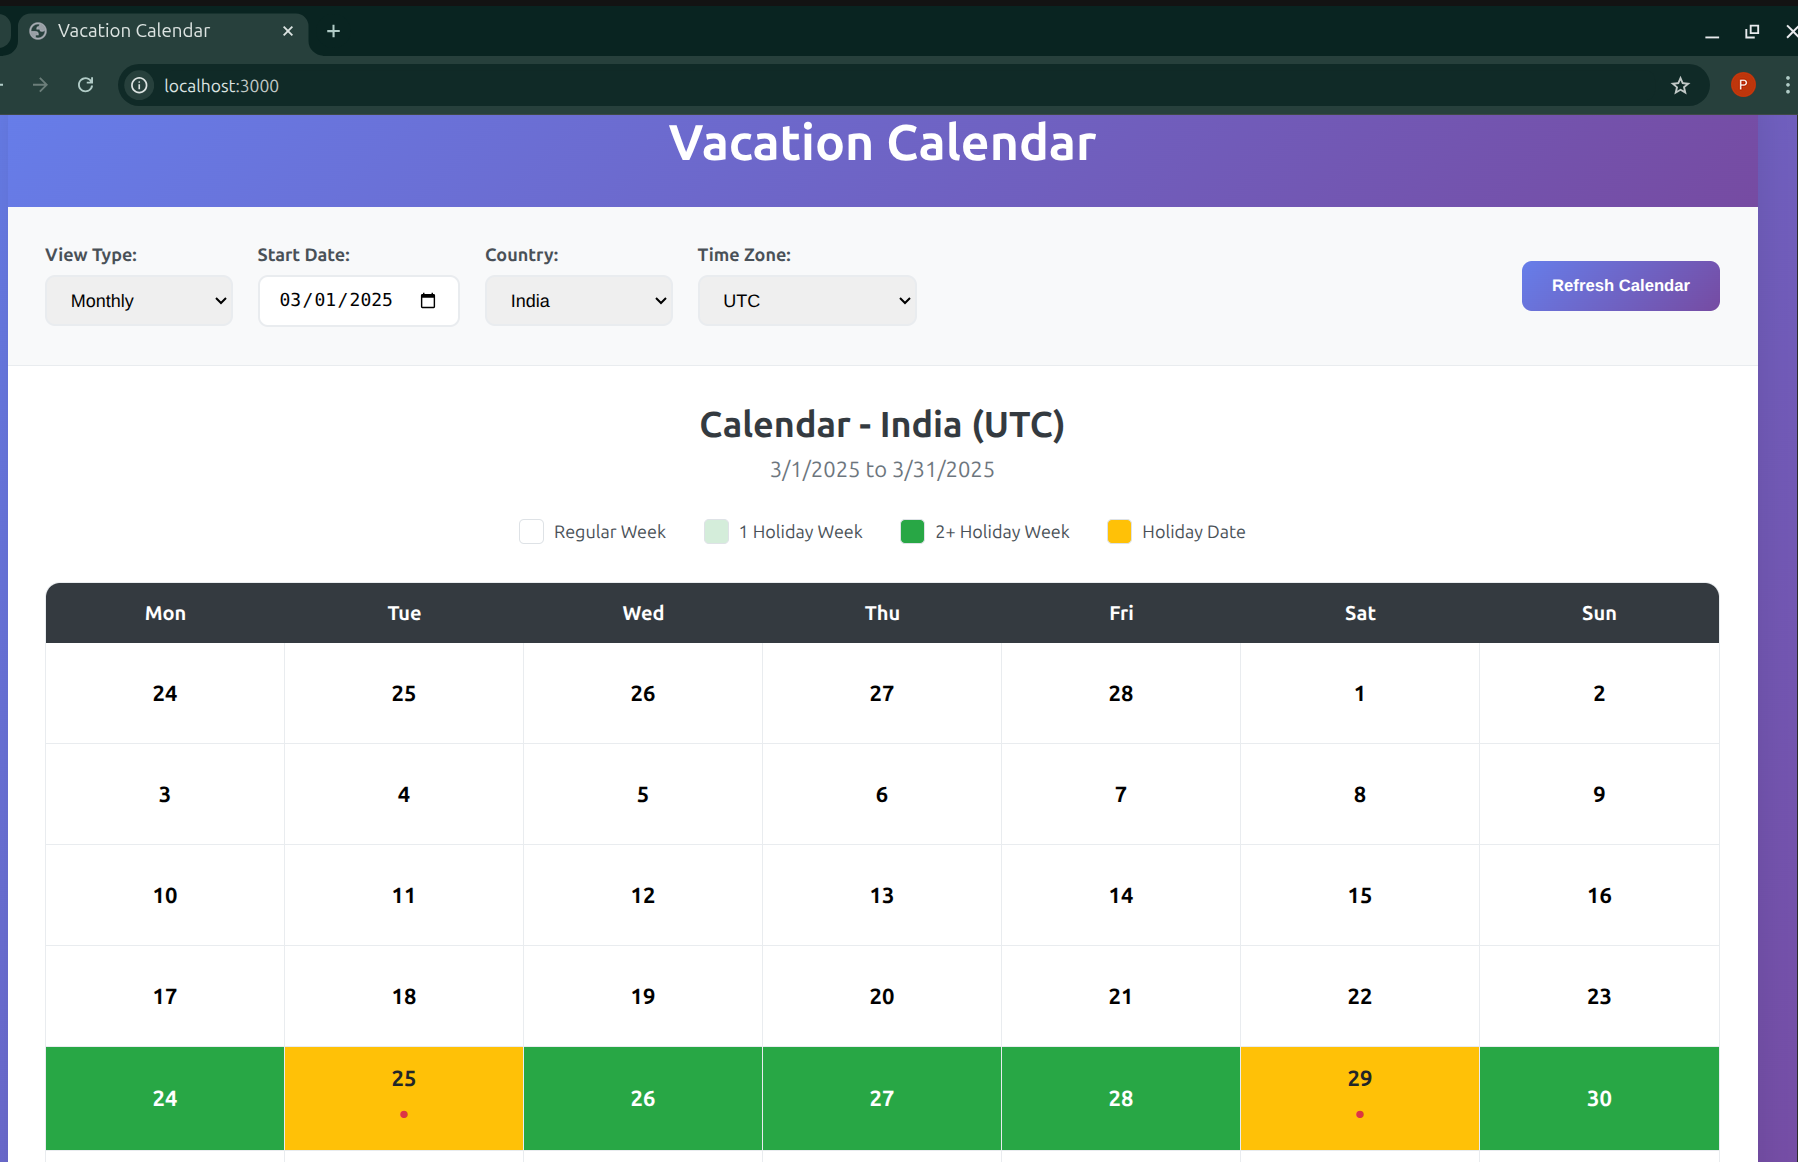 Vacation Calendar
localhost:3000
P
Vacation Calendar
View Type:
Start Date:
Country:
Time Zone:
Monthly
03/01/2025
India
UTC
Refresh Calendar
Calendar - India (UTC)
3/1/2025 to 3/31/2025
Regular Week
1 Holiday Week
2+ Holiday Week
Holiday Date
Mon Tue Wed Thu Fri Sat Sun
24 25 26 27 28 1 2
3 4 5 6 7 8 9
10 11 12 13 14 15 16
17 18 19 20 21 22 23
24 25 26 27 28 29 30